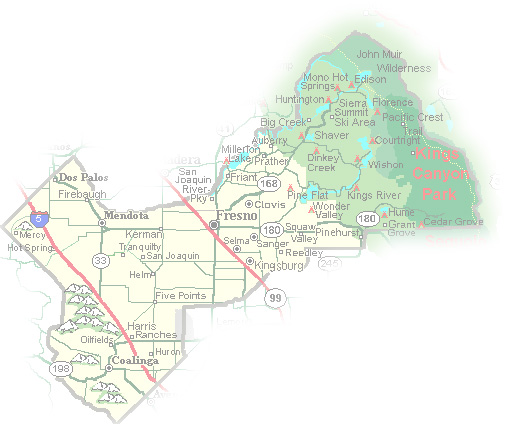 John Muir
Wilderness
Mono Hot
Springs
Edison
Huntington
Sierra
Summit
Ski Area
Florence
Pacific Crest
Trail
Big Creek
Shaver
Courtright
Auberry
Millerton
Lake
Prather
Dinkey
Creek
Wishon
Kings
Canyon
Park
San
Joaquin
River
Pky
Friant
168
Pine Flat
Kings River
Dos Palos
Firebaugh
Clovis
Wonder
Valley
Hume
Mendota
Fresno
180
Grant
Grove
Cedar Grove
5
Mercy
Hot Springs
Kerman
180
Squaw
Valley
Pinehurst
Tranquilty
San Joaquin
Selma
Sanger
Reedley
33
Helm
Kingsburg
Five Points
99
Harris
Ranches
Oilfields
Huron
Coalinga
198